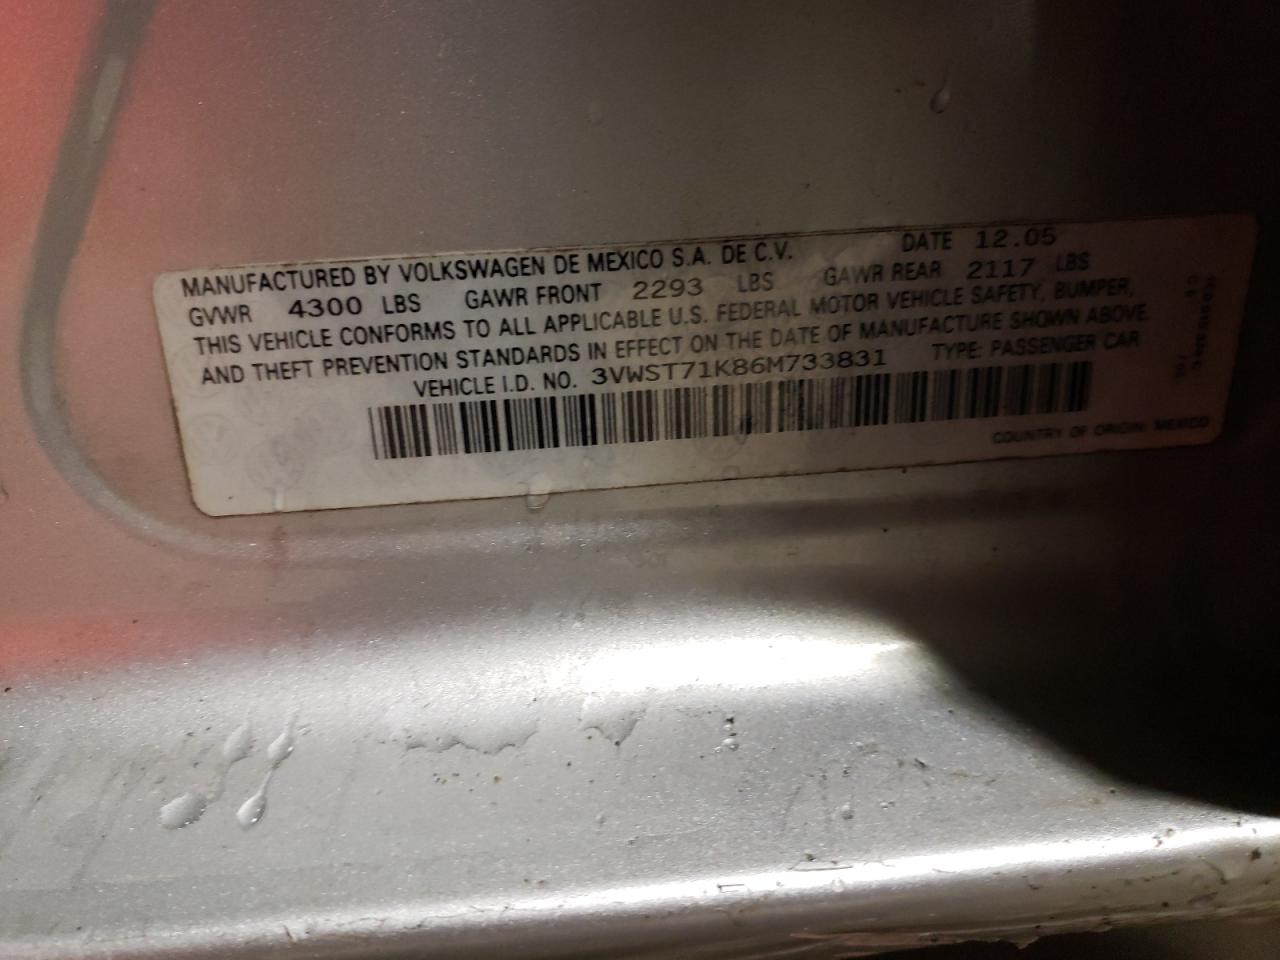 MANUFACTURED BY VOLKSWAGEN DE MEXICO S.A. DE C.V. DATE 12.05
GVWR 4300 LBS GAWR FRONT 2293 LBS GAWR REAR 2117 LBS
THIS VEHICLE CONFORMS TO ALL APPLICABLE U.S. FEDERAL MOTOR VEHICLE SAFETY, BUMPER,
AND THEFT PREVENTION STANDARDS IN EFFECT ON THE DATE OF MANUFACTURE SHOWN ABOVE
VEHICLE I.D. NO. 3VWST71K86M733831 TYPE: PASSENGER CAR
COUNTRY OF ORIGIN: MEXICO